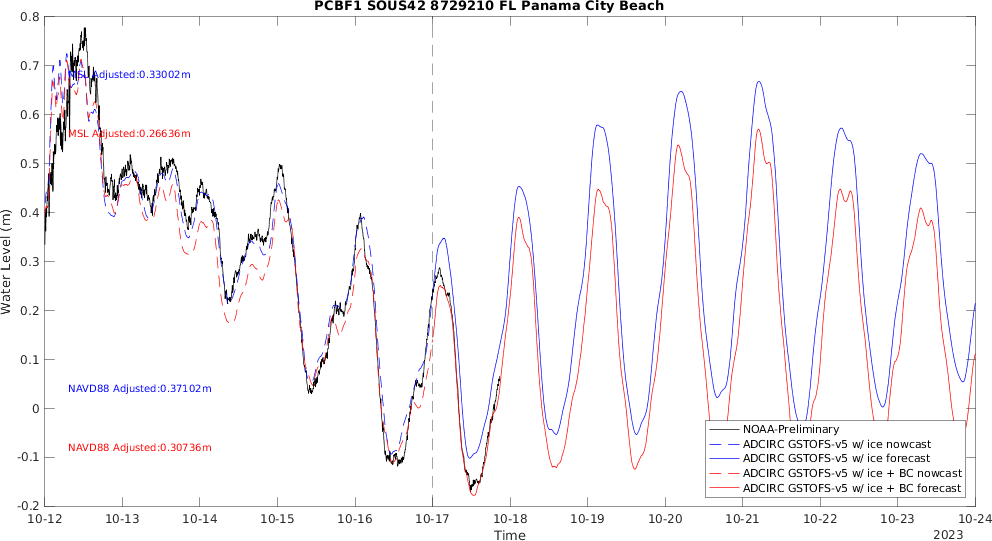 PCBF1 SOUS42 8729210 FL Panama City Beach
0.8
0.7
0.6
0.5
0.4
0.3
0.2
0.1
0
-0.1
-0.2
Water Level (m)
MSL Adjusted:0.33002m
MSL Adjusted:0.26636m
NAVD88 Adjusted:0.37102m
NAVD88 Adjusted:0.30736m
NOAA-Preliminary
ADCIRC GSTOFS-v5 w/ ice nowcast
ADCIRC GSTOFS-v5 w/ ice forecast
ADCIRC GSTOFS-v5 w/ ice + BC nowcast
ADCIRC GSTOFS-v5 w/ ice + BC forecast
10-12 10-13 10-14 10-15 10-16 10-17 10-18 10-19 10-20 10-21 10-22 10-23 10-24
Time
2023